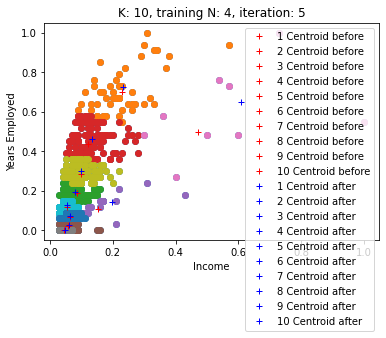 K: 10, training N: 4, iteration: 5
Years Employed
1.0
0.8
0.6
0.4
0.2
0.0
0.0
0.2
0.4
0.6
Income
1 Centroid before
2 Centroid before
3 Centroid before
4 Centroid before
5 Centroid before
6 Centroid before
7 Centroid before
8 Centroid before
9 Centroid before
10 Centroid before
1 Centroid after
2 Centroid after
3 Centroid after
4 Centroid after
5 Centroid after
6 Centroid after
7 Centroid after
8 Centroid after
9 Centroid after
10 Centroid after